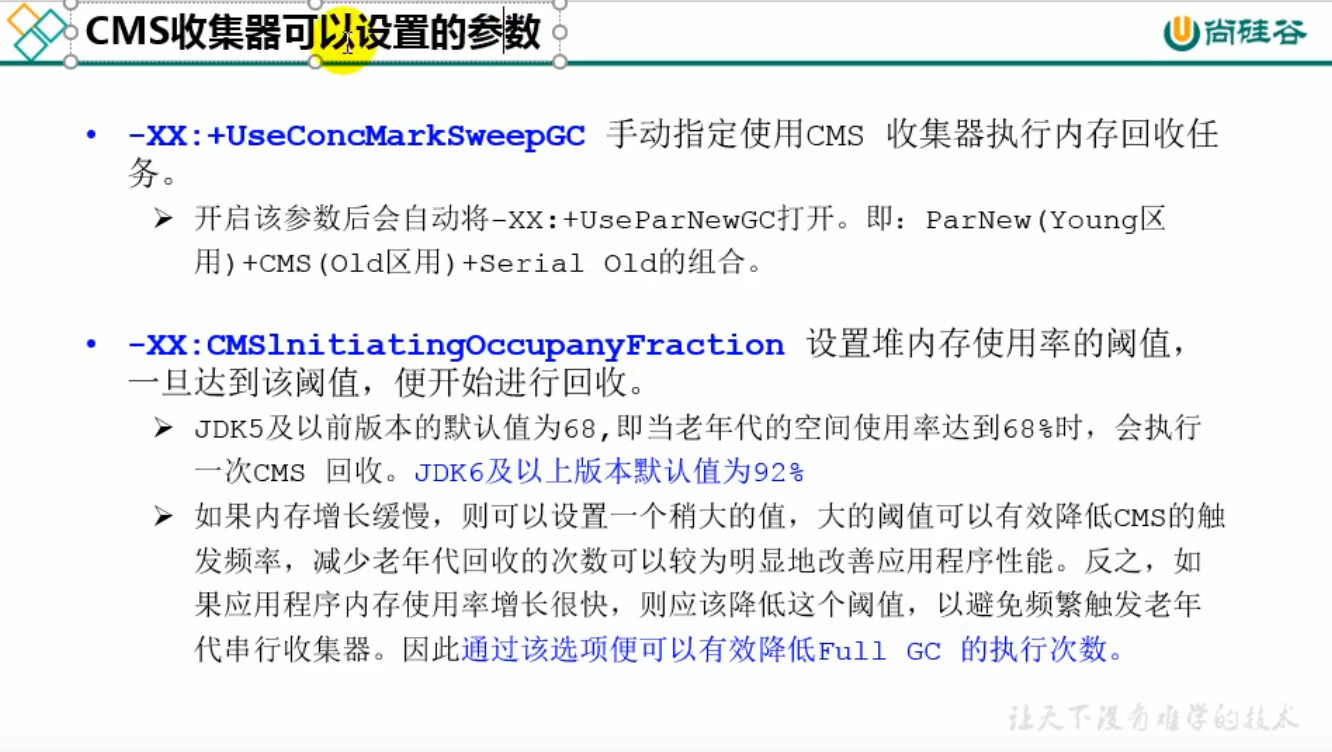 CMS收集器可以设置的参数
尚硅谷
• -XX:+UseConcMarkSweepGC 手动指定使用CMS 收集器执行内存回收任
务。
➢ 开启该参数后会自动将-XX:+UseParNewGC打开。即：ParNew(Young区
用)+CMS(Old区用)+Serial Old的组合。
• -XX:CMSlnitiatingOccupanyFraction 设置堆内存使用率的阈值，
一旦达到该阈值，便开始进行回收。
➢ JDK5及以前版本的默认值为68,即当老年代的空间使用率达到68%时，会执行
一次CMS 回收。JDK6及以上版本默认值为92%
➢ 如果内存增长缓慢，则可以设置一个稍大的值，大的阈值可以有效降低CMS的触
发频率，减少老年代回收的次数可以较为明显地改善应用程序性能。反之，如
果应用程序内存使用率增长很快，则应该降低这个阈值，以避免频繁触发老年
代串行收集器。因此通过该选项便可以有效降低Full GC 的执行次数。
让天下没有难学的技术